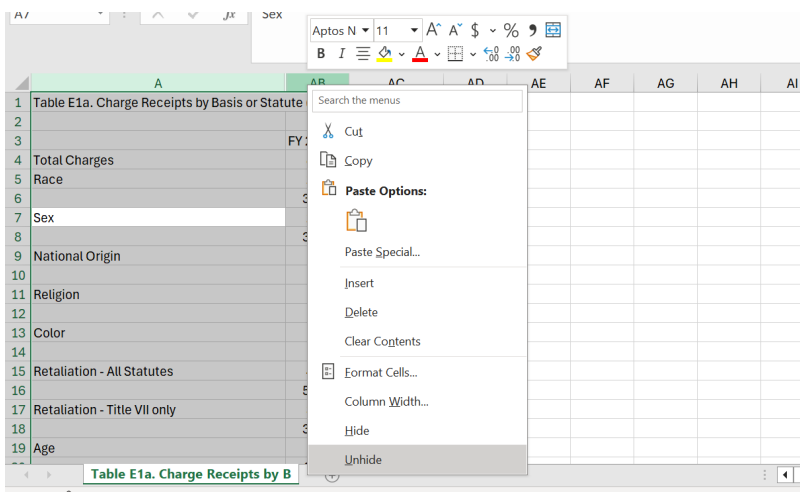 A7 fx Sex
Aptos N 11 A^ A˅ $ % 9
B I A .00 .00
A AB AC AD AE AF AG AH AI
1 Table E1a. Charge Receipts by Basis or Statute
Search the menus
2
Cut
3 FY
4 Total Charges
Copy
5 Race
Paste Options:
6 3
7 Sex
8 3
9 National Origin
Paste Special...
10
11 Religion
Insert
12
Delete
13 Color
Clear Contents
14
15 Retaliation - All Statutes
Format Cells...
16 5
Column Width...
17 Retaliation - Title VII only
18 3
Hide
19 Age
Unhide
Table E1a. Charge Receipts by B